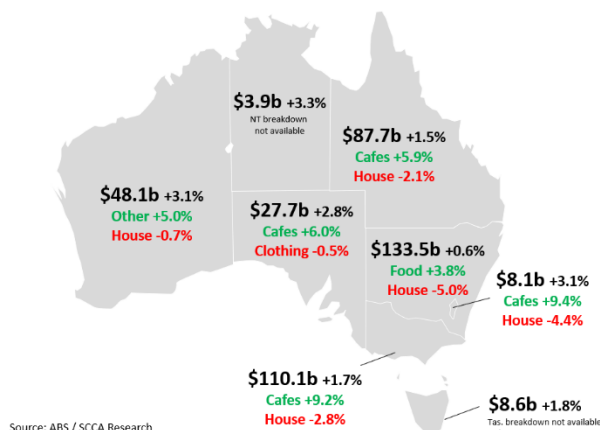 $3.9b +3.3%
NT breakdown
not available
$87.7b +1.5%
Cafes +5.9%
House -2.1%
$48.1b +3.1%
Other +5.0%
House -0.7%
$27.7b +2.8%
Cafes +6.0%
Clothing -0.5%
$133.5b +0.6%
Food +3.8%
House -5.0%
$8.1b +3.1%
Cafes +9.4%
House -4.4%
$110.1b +1.7%
Cafes +9.2%
House -2.8%
$8.6b +1.8%
Tas. breakdown not available
Source: ABS / SCCA Research